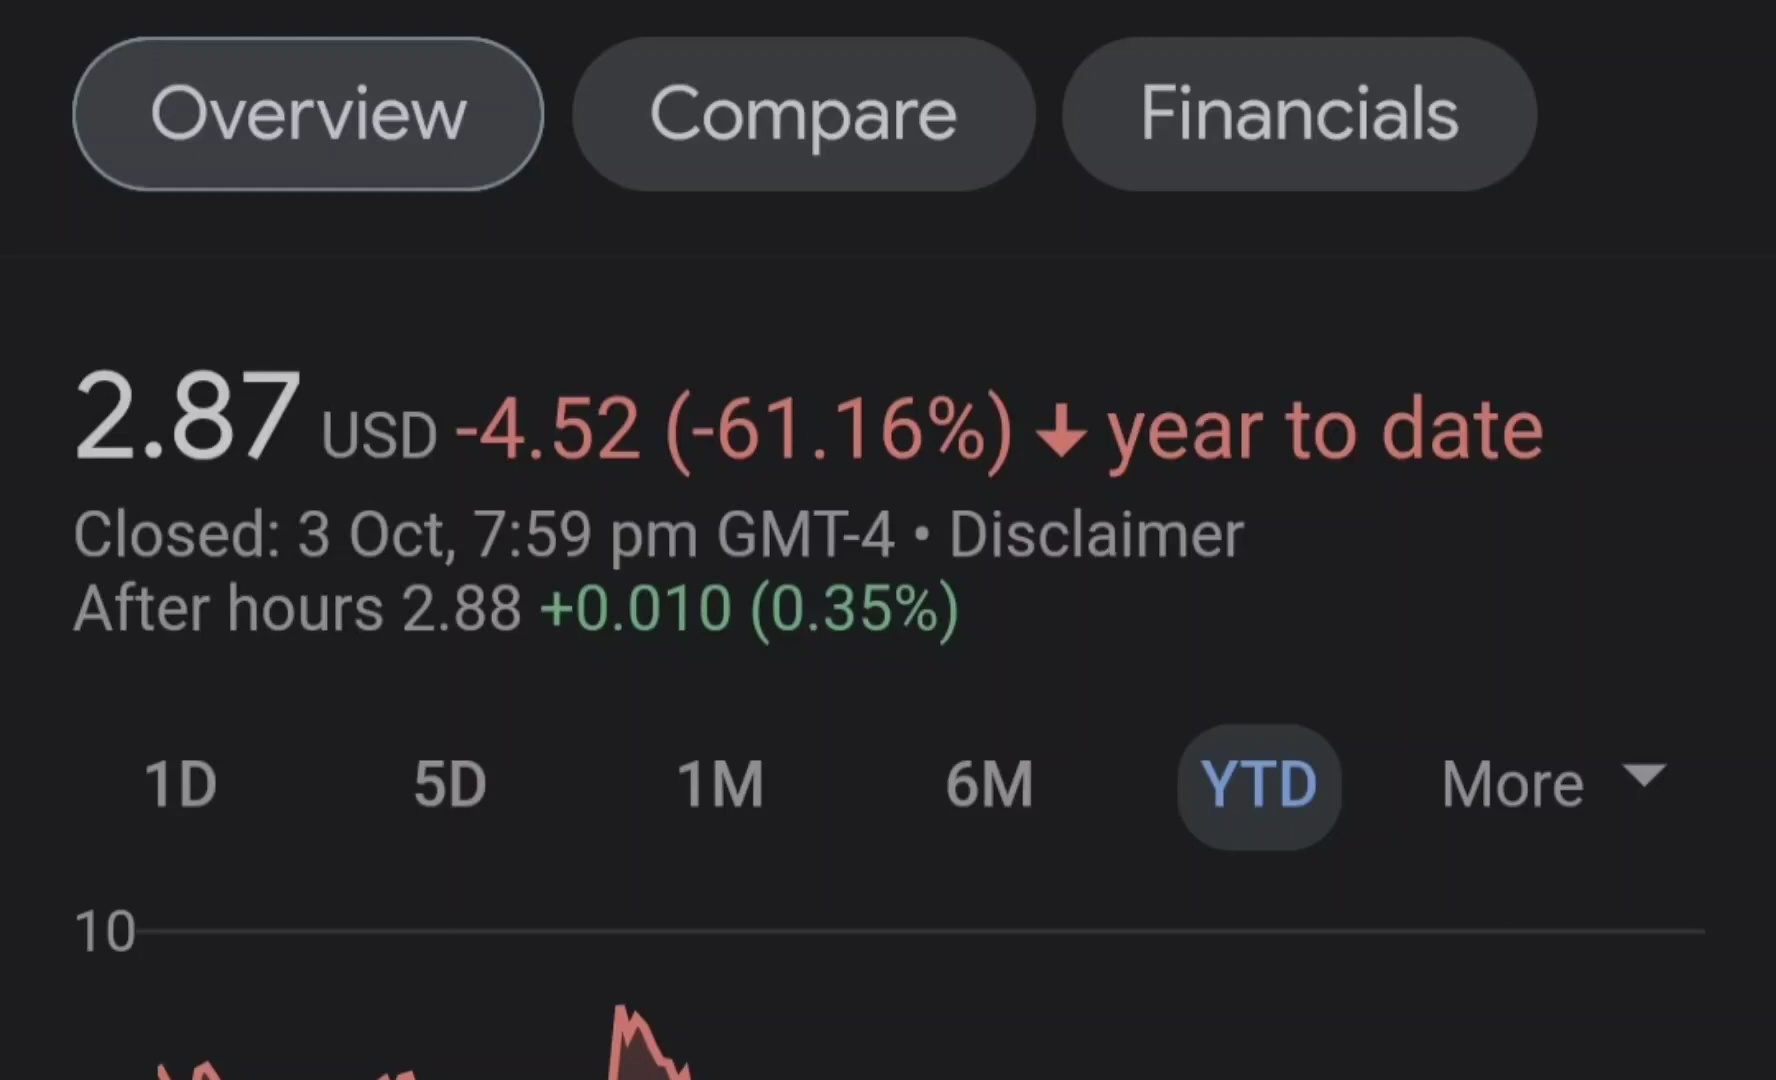 Overview Compare Financials
2.87 USD -4.52 (-61.16%) ↓ year to date
Closed: 3 Oct, 7:59 pm GMT-4 • Disclaimer
After hours 2.88 +0.010 (0.35%)
1D 5D 1M 6M YTD More
10